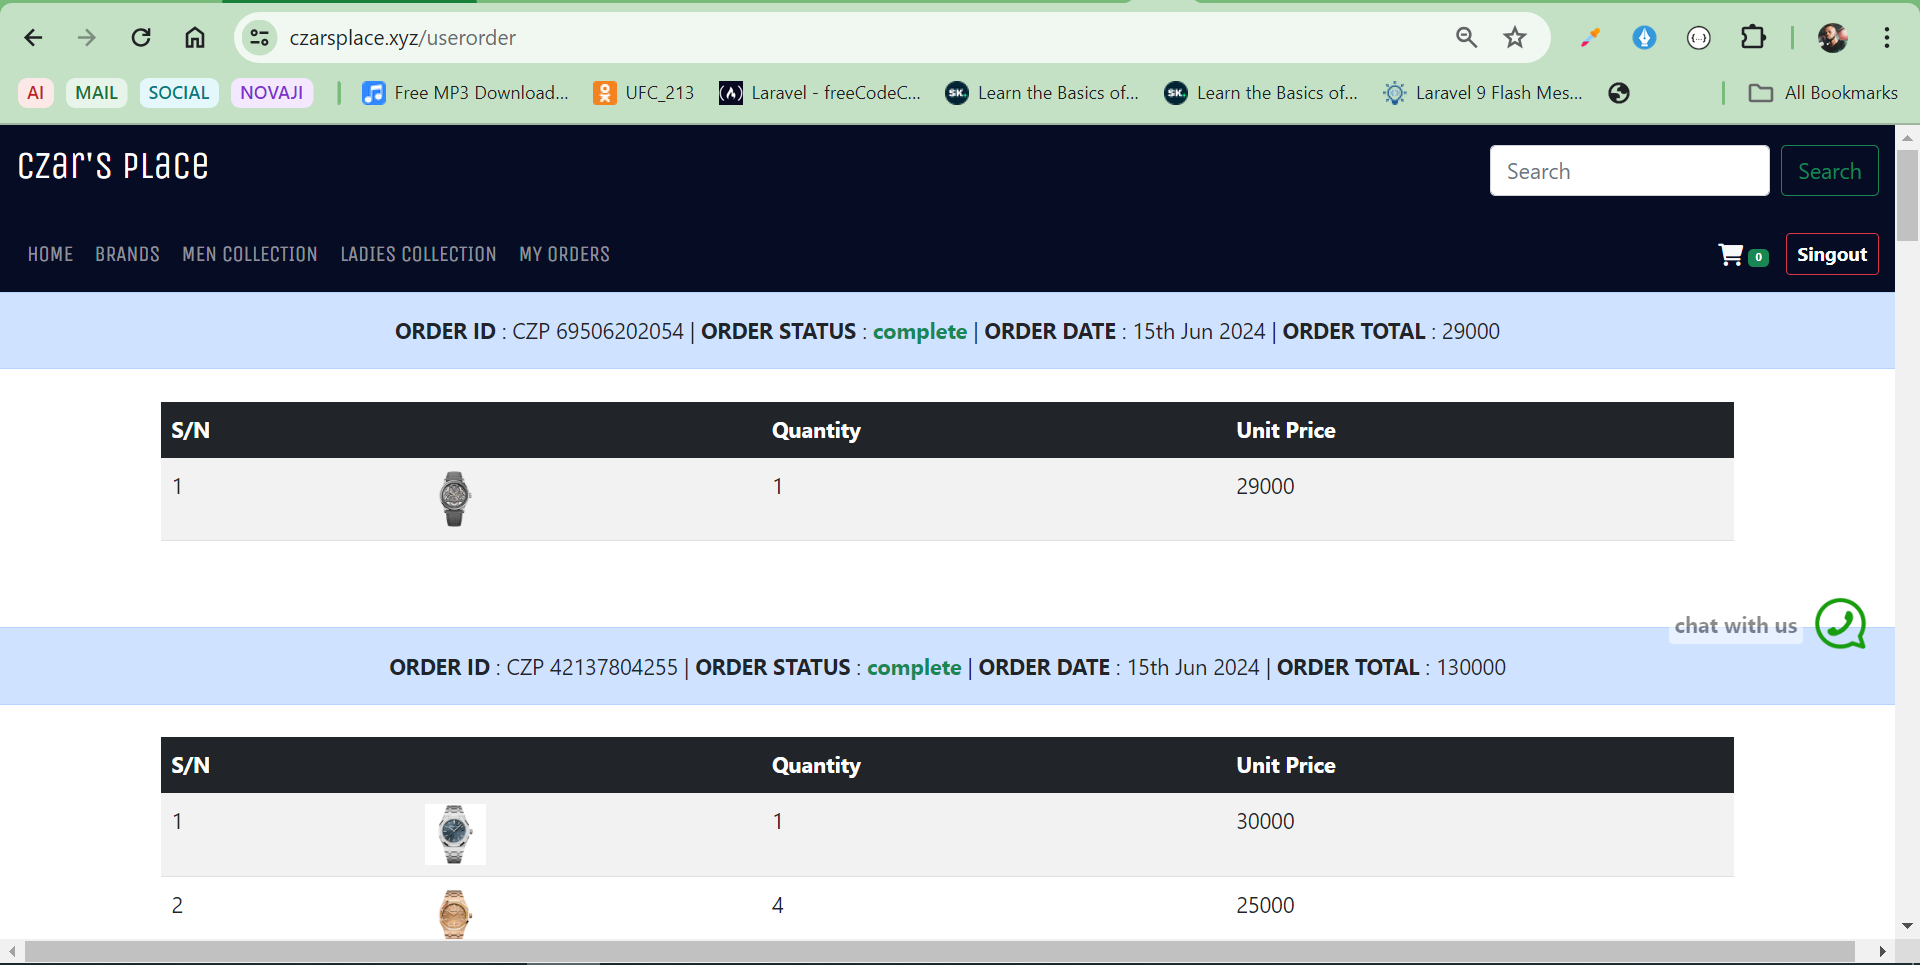 czarsplace.xyz/userorder
AI MAIL SOCIAL NOVAJI Free MP3 Download... UFC_213 Laravel - freeCodeC... SK. Learn the Basics of... SK. Learn the Basics of... Laravel 9 Flash Mes... All Bookmarks
Czar's Place
Search Search
HOME BRANDS MEN COLLECTION LADIES COLLECTION MY ORDERS 0 Singout
ORDER ID : CZP 69506202054 | ORDER STATUS : complete | ORDER DATE : 15th Jun 2024 | ORDER TOTAL : 29000
S/N Quantity Unit Price
1 1 29000
chat with us
ORDER ID : CZP 42137804255 | ORDER STATUS : complete | ORDER DATE : 15th Jun 2024 | ORDER TOTAL : 130000
S/N Quantity Unit Price
1 1 30000
2 4 25000